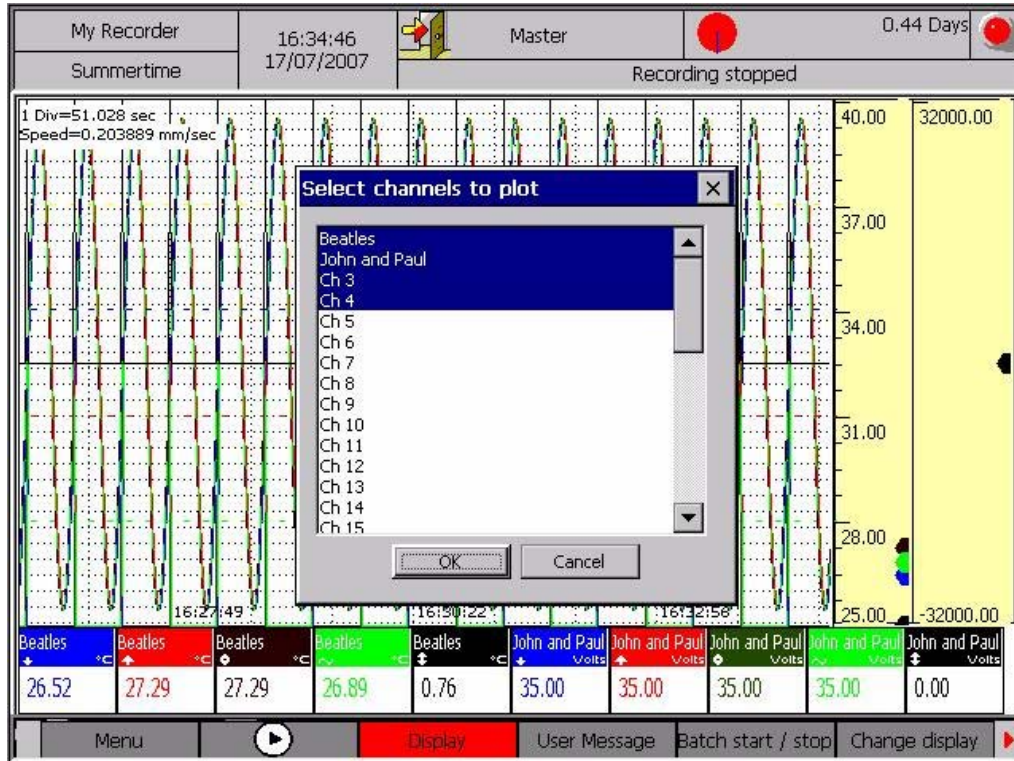 My Recorder
Summertime
16:34:46
17/07/2007
Master
0.44 Days
Recording stopped
1 Div=51.028 sec
Speed=0.203889 mm/sec
40.00
32000.00
37.00
34.00
31.00
28.00
25.00
-32000.00
Select channels to plot
Beatles
John and Paul
Ch 3
Ch 4
Ch 5
Ch 6
Ch 7
Ch 8
Ch 9
Ch 10
Ch 11
Ch 12
Ch 13
Ch 14
Ch 15
OK Cancel
16:27:49 16:30:22 16:32:58
Beatles Beatles Beatles Beatles Beatles John and Paul John and Paul John and Paul John and Paul John and Paul
°C °C °C °C °C Volts Volts Volts Volts Volts
26.52 27.29 27.29 26.89 0.76 35.00 35.00 35.00 35.00 0.00
Menu Display User Message Batch start / stop Change display